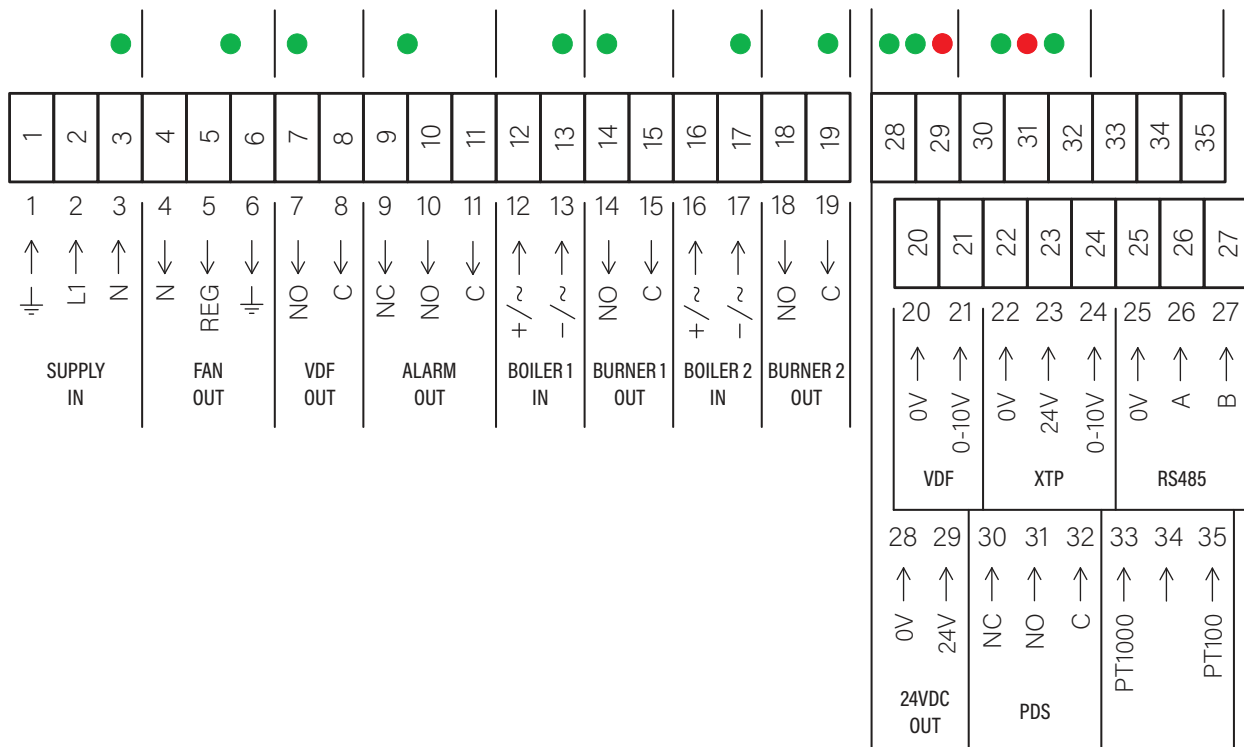 1 2 3 4 5 6 7 8 9 10 11 12 13 14 15 16 17 18 19
28 29 30 31 32 33 34 35
1 2 3 4 5 6 7 8 9 10 11 12 13 14 15 16 17 18 19
L1 N N REG NO C NC NO C +/~ -/~ NO C +/~ -/~ NO C
SUPPLY
IN
FAN
OUT
VDF
OUT
ALARM
OUT
BOILER 1
IN
BURNER 1
OUT
BOILER 2
IN
BURNER 2
OUT
20 21 22 23 24 25 26 27
20 21 22 23 24 25 26 27
0V 0-10V 0V 24V 0-10V 0V A B
VDF
XTP
RS485
28 29 30 31 32 33 34 35
0V 24V NC NO C PT1000 PT100
24VDC
OUT
PDS